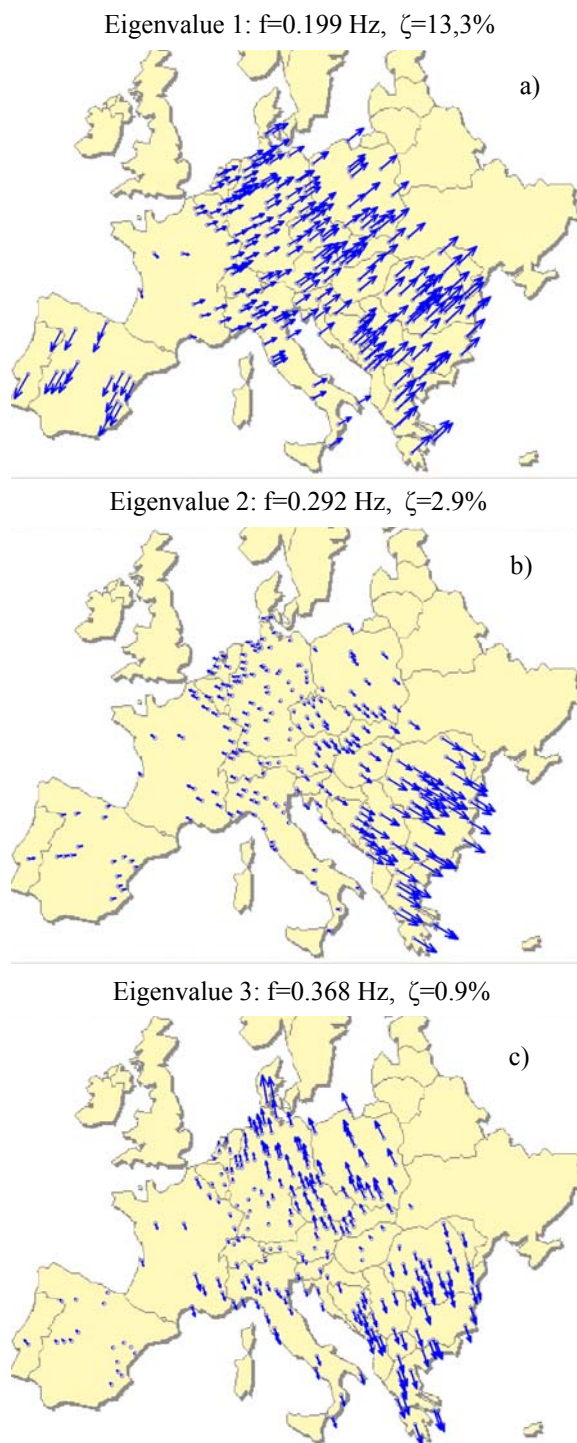 Eigenvalue 1: f=0.199 Hz, ζ=13,3%
a)
Eigenvalue 2: f=0.292 Hz, ζ=2.9%
b)
Eigenvalue 3: f=0.368 Hz, ζ=0.9%
c)